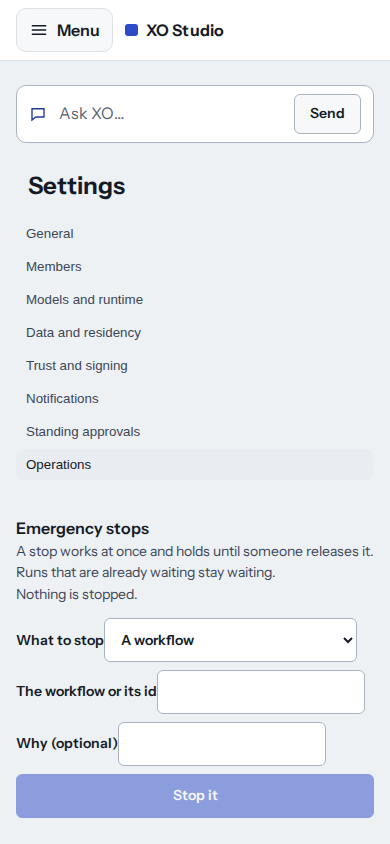 Menu
XO Studio
Ask XO...
Send
Settings
General
Members
Models and runtime
Data and residency
Trust and signing
Notifications
Standing approvals
Operations
Emergency stops
A stop works at once and holds until someone releases it.
Runs that are already waiting stay waiting.
Nothing is stopped.
What to stop
A workflow
The workflow or its id
Why (optional)
Stop it